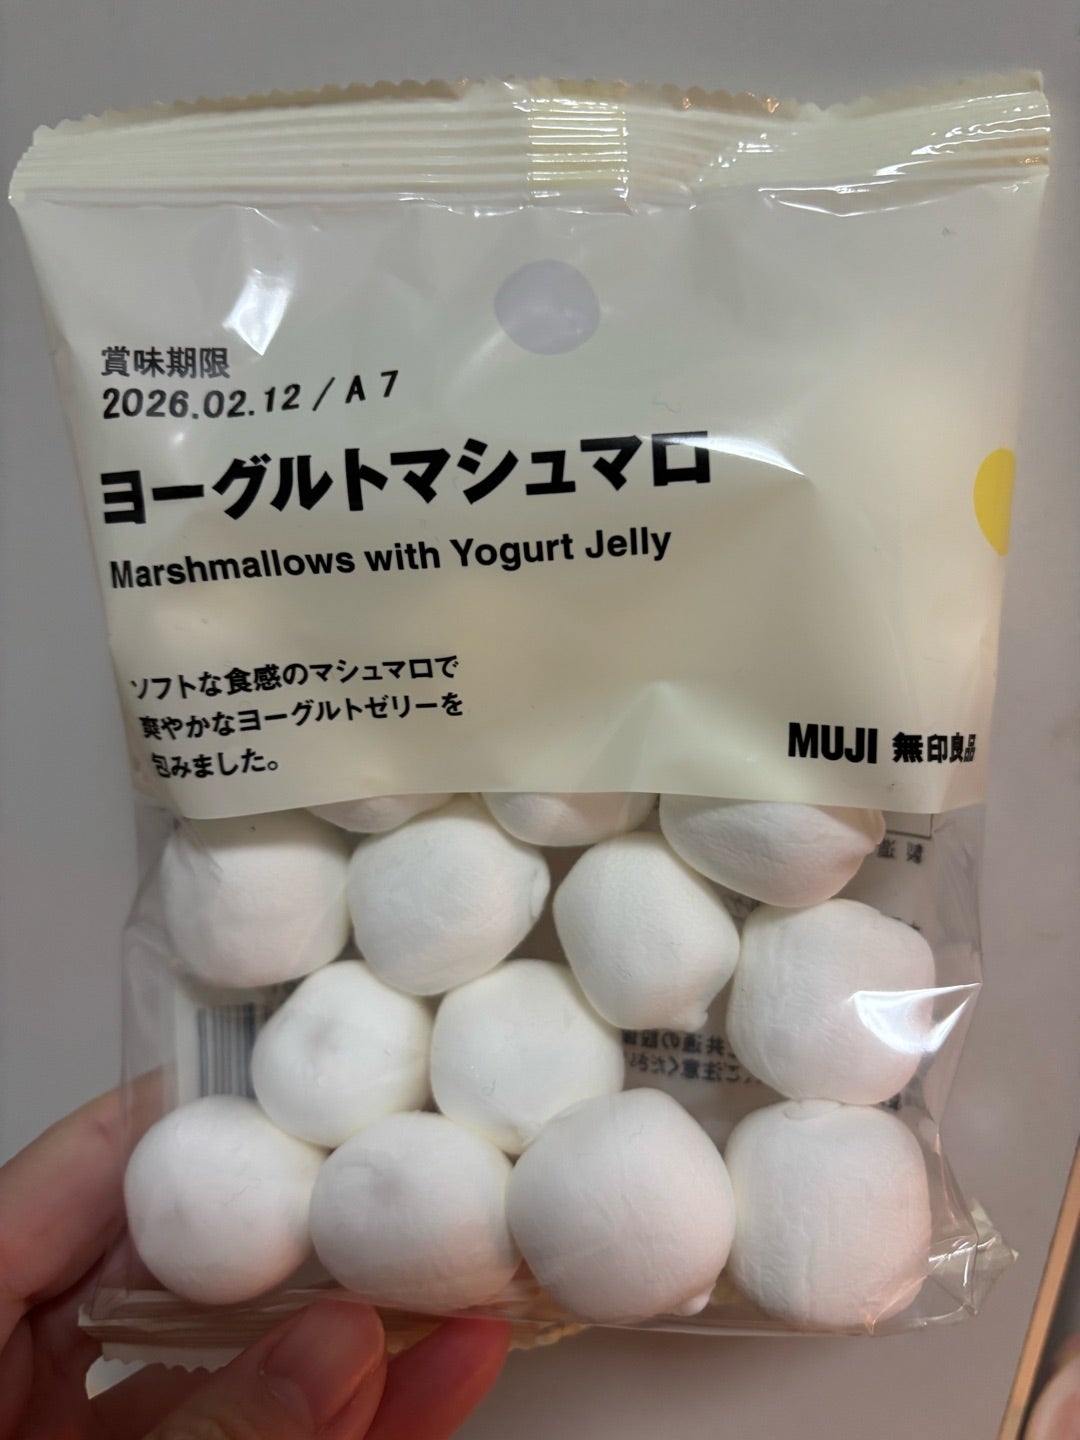 賞味期限
2026.02.12 / A 7
ヨーグルトマシュマロ
Marshmallows with Yogurt Jelly
ソフトな食感のマシュマロで
爽やかなヨーグルトゼリーを
包みました。
MUJI 無印良品